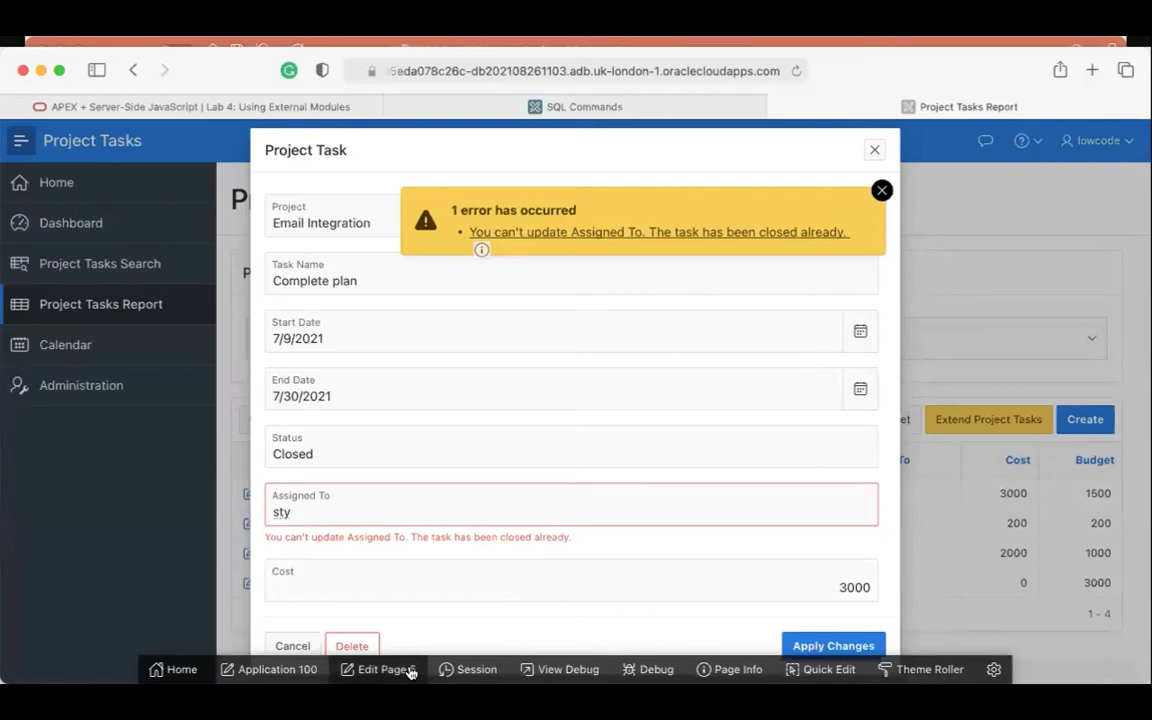 5eda078c26c-db202108261103.adb.uk-london-1.oraclecloudapps.com
APEX + Server-Side JavaScript | Lab 4: Using External Modules
SQL Commands
Project Tasks Report
Project Tasks
lowcode
Home
Dashboard
Project Tasks Search
Project Tasks Report
Calendar
Administration
Project Task
1 error has occurred
• You can't update Assigned To. The task has been closed already.
Project
Email Integration
Task Name
Complete plan
Start Date
7/9/2021
End Date
7/30/2021
Status
Closed
Assigned To
sty
You can't update Assigned To. The task has been closed already.
Cost
3000
Cancel
Delete
Apply Changes
Extend Project Tasks
Create
To
Cost
Budget
3000
1500
200
200
2000
1000
0
3000
1 - 4
Home
Application 100
Edit Page
Session
View Debug
Debug
Page Info
Quick Edit
Theme Roller